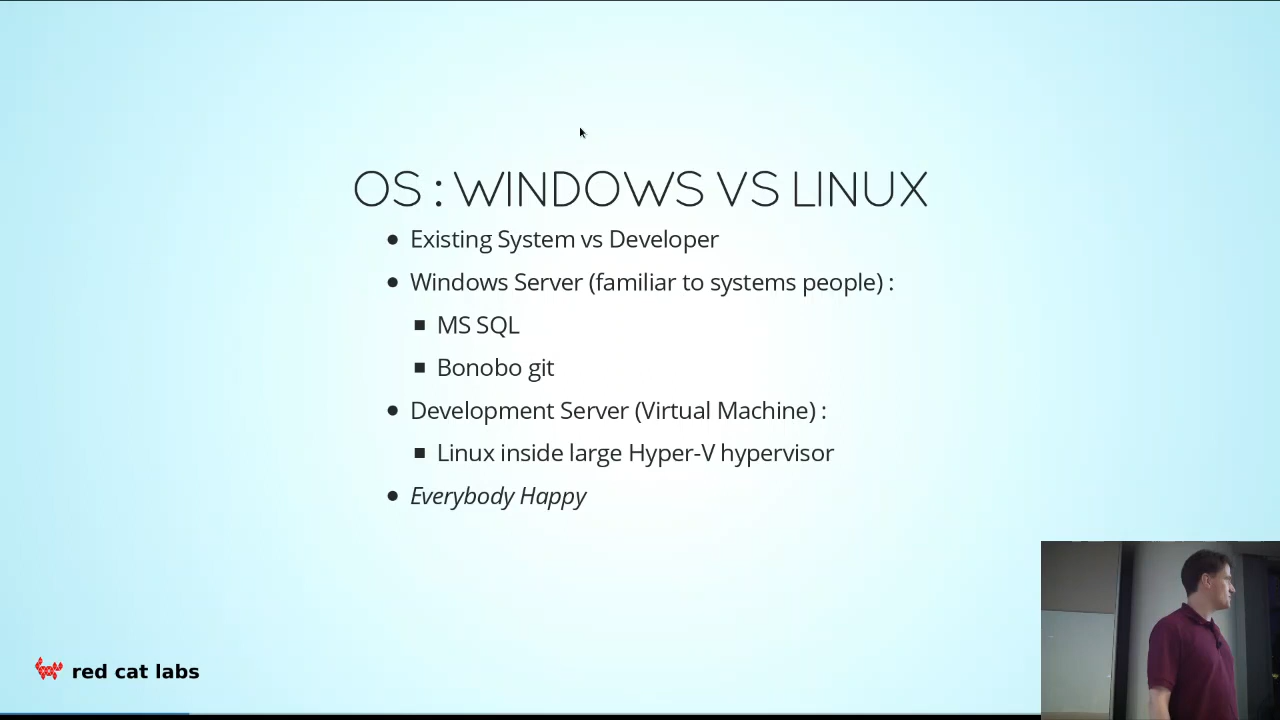 OS : WINDOWS VS LINUX
Existing System vs Developer
Windows Server (familiar to systems people) :
MS SQL
Bonobo git
Development Server (Virtual Machine) :
Linux inside large Hyper-V hypervisor
Everybody Happy
red cat labs